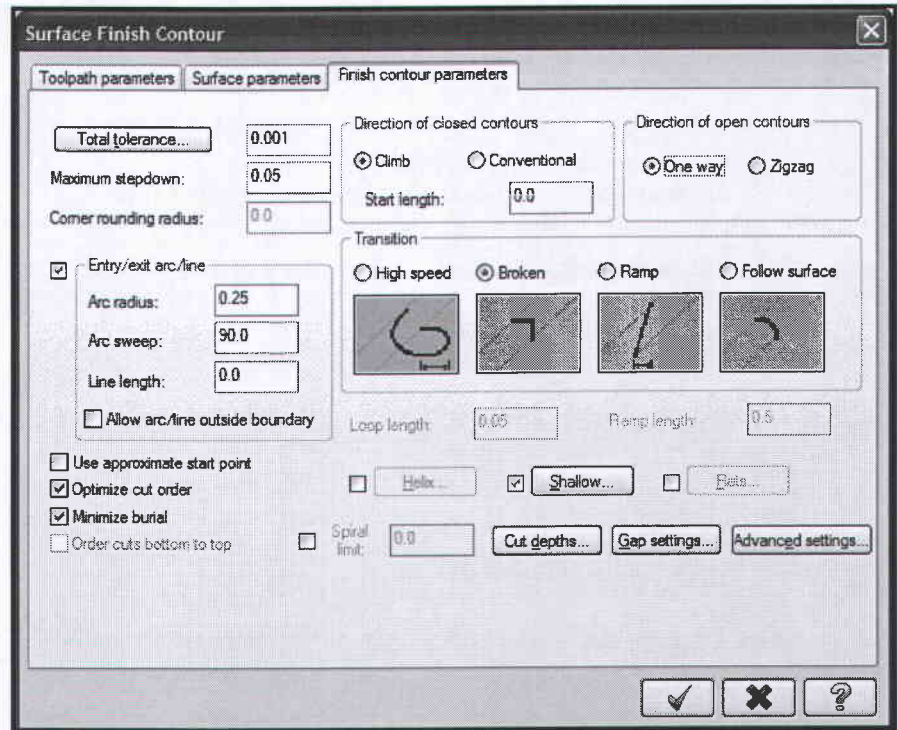 Surface Finish Contour
Toolpath parameters
Surface parameters
Finish contour parameters
Total tolerance...
0.001
Maximum stepdown:
0.05
Corner rounding radius:
0.0
Direction of closed contours
Climb
Conventional
Start length:
0.0
Direction of open contours
One way
Zigzag
Entry/exit arc/line
Arc radius:
0.25
Arc sweep:
90.0
Line length:
0.0
Allow arc/line outside boundary
Transition
High speed
Broken
Ramp
Follow surface
Loop length:
0.05
Ramp length:
0.5
Use approximate start point
Optimize cut order
Minimize burial
Order cuts bottom to top
Helix...
Shallow...
Flats...
Spiral
limit:
0.0
Cut depths...
Gap settings...
Advanced settings...